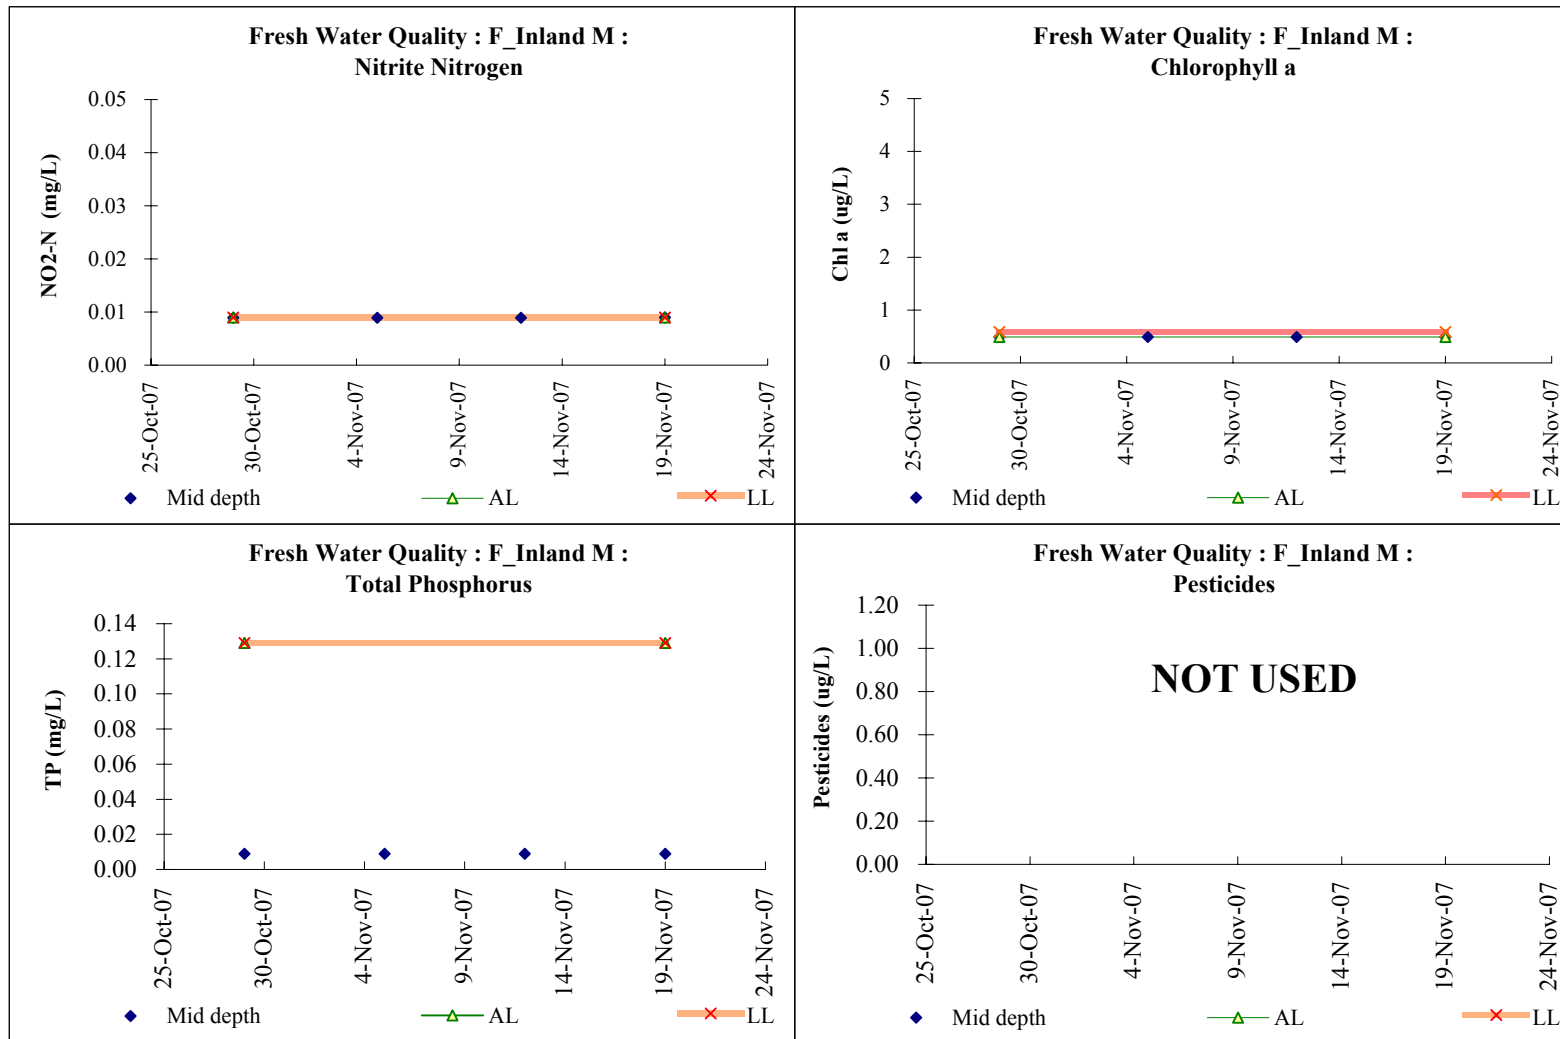 Fresh Water Quality : F_Inland M :
Nitrite Nitrogen
NO2-N (mg/L)
0.05
0.04
0.03
0.02
0.01
0.00
25-Oct-07
30-Oct-07
4-Nov-07
9-Nov-07
14-Nov-07
19-Nov-07
24-Nov-07
Mid depth
AL
LL
Fresh Water Quality : F_Inland M :
Chlorophyll a
Chl a (ug/L)
5
4
3
2
1
0
25-Oct-07
30-Oct-07
4-Nov-07
9-Nov-07
14-Nov-07
19-Nov-07
24-Nov-07
Mid depth
AL
LL
Fresh Water Quality : F_Inland M :
Total Phosphorus
TP (mg/L)
0.14
0.12
0.10
0.08
0.06
0.04
0.02
0.00
25-Oct-07
30-Oct-07
4-Nov-07
9-Nov-07
14-Nov-07
19-Nov-07
24-Nov-07
Mid depth
AL
LL
Fresh Water Quality : F_Inland M :
Pesticides
Pesticides (ug/L)
1.20
1.00
0.80
0.60
0.40
0.20
0.00
NOT USED
25-Oct-07
30-Oct-07
4-Nov-07
9-Nov-07
14-Nov-07
19-Nov-07
24-Nov-07
Mid depth
AL
LL